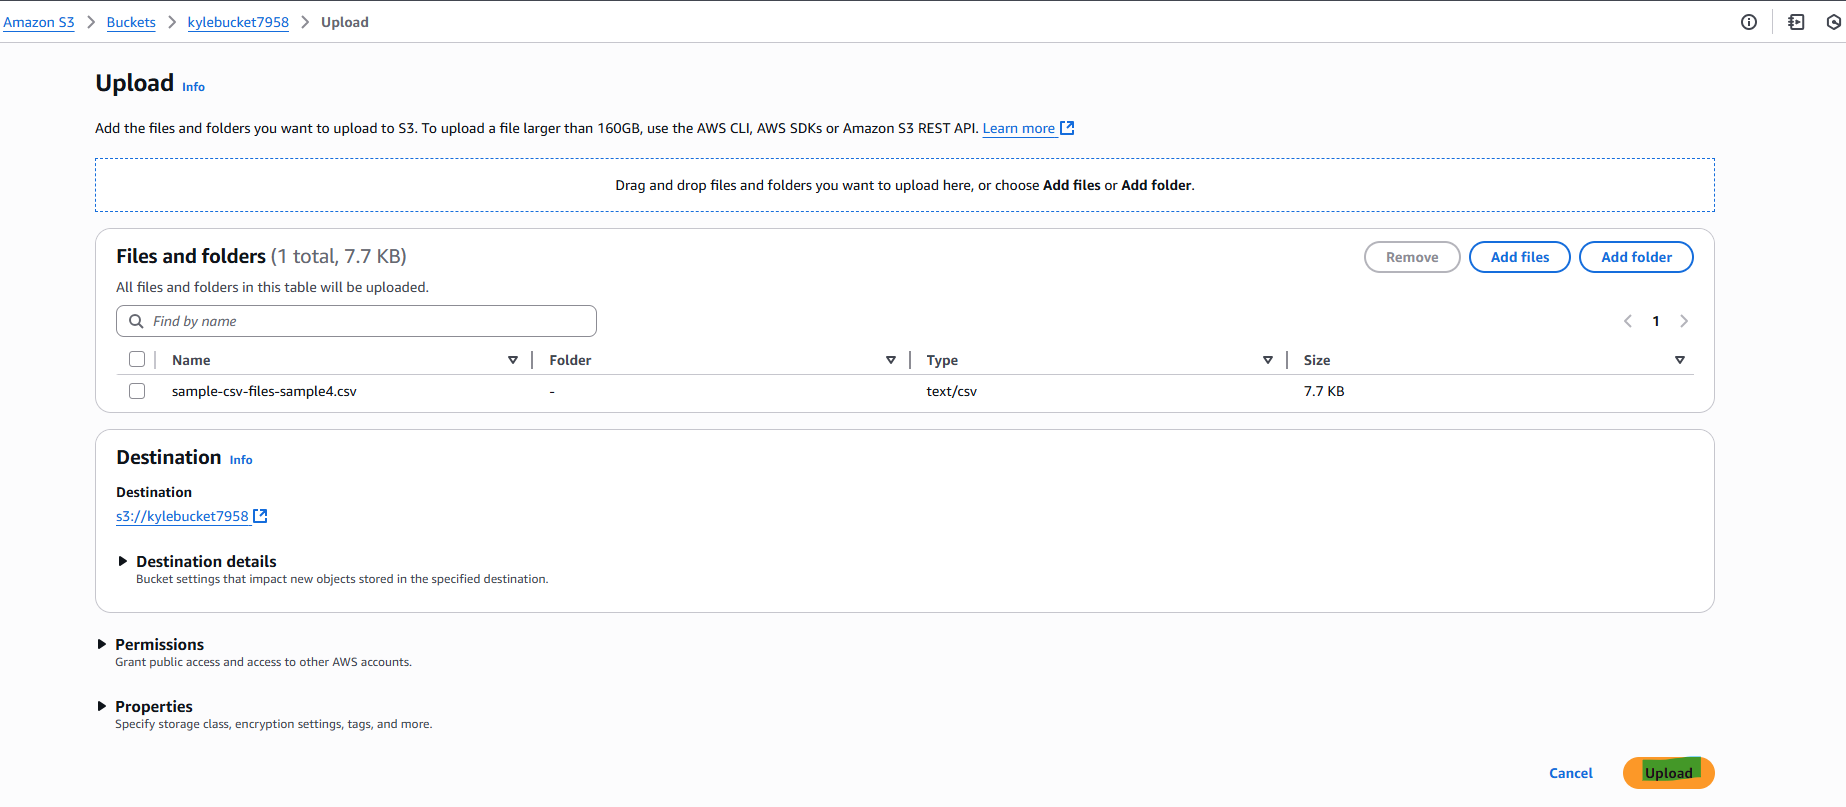 Amazon S3 > Buckets > kylebucket7958 > Upload
Upload Info
Add the files and folders you want to upload to S3. To upload a file larger than 160GB, use the AWS CLI, AWS SDKs or Amazon S3 REST API. Learn more
Drag and drop files and folders you want to upload here, or choose Add files or Add folder.
Files and folders (1 total, 7.7 KB)
Remove Add files Add folder
All files and folders in this table will be uploaded.
Find by name
1
Name Folder Type Size
sample-csv-files-sample4.csv - text/csv 7.7 KB
Destination Info
Destination
s3://kylebucket7958
Destination details
Bucket settings that impact new objects stored in the specified destination.
Permissions
Grant public access and access to other AWS accounts.
Properties
Specify storage class, encryption settings, tags, and more.
Cancel Upload